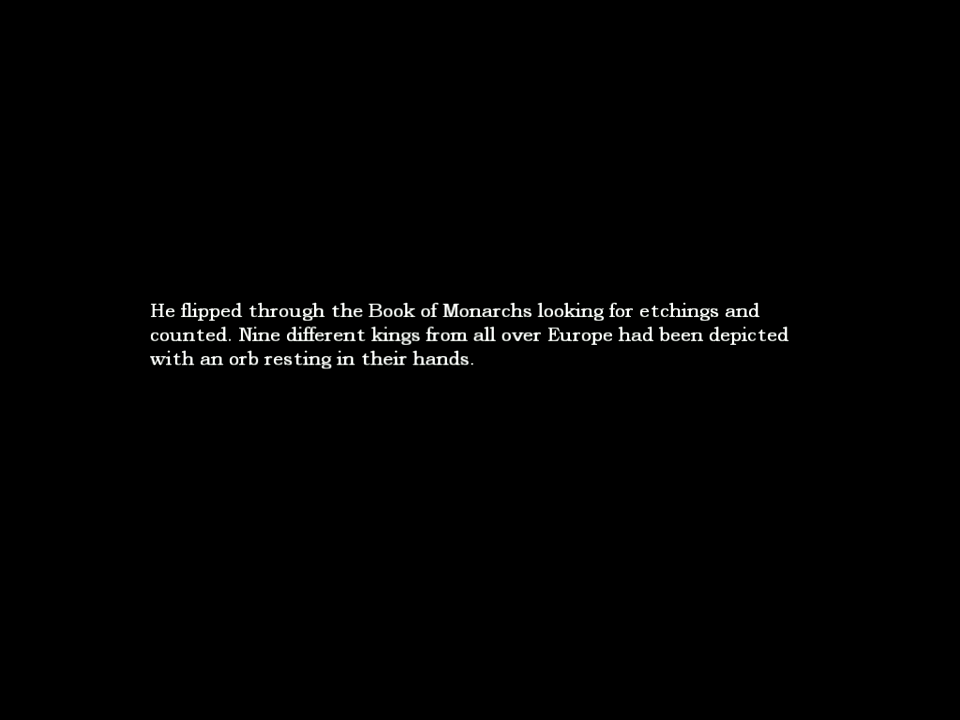 He flipped through the Book of Monarchs looking for etchings and
counted. Nine different kings from all over Europe had been depicted
with an orb resting in their hands.